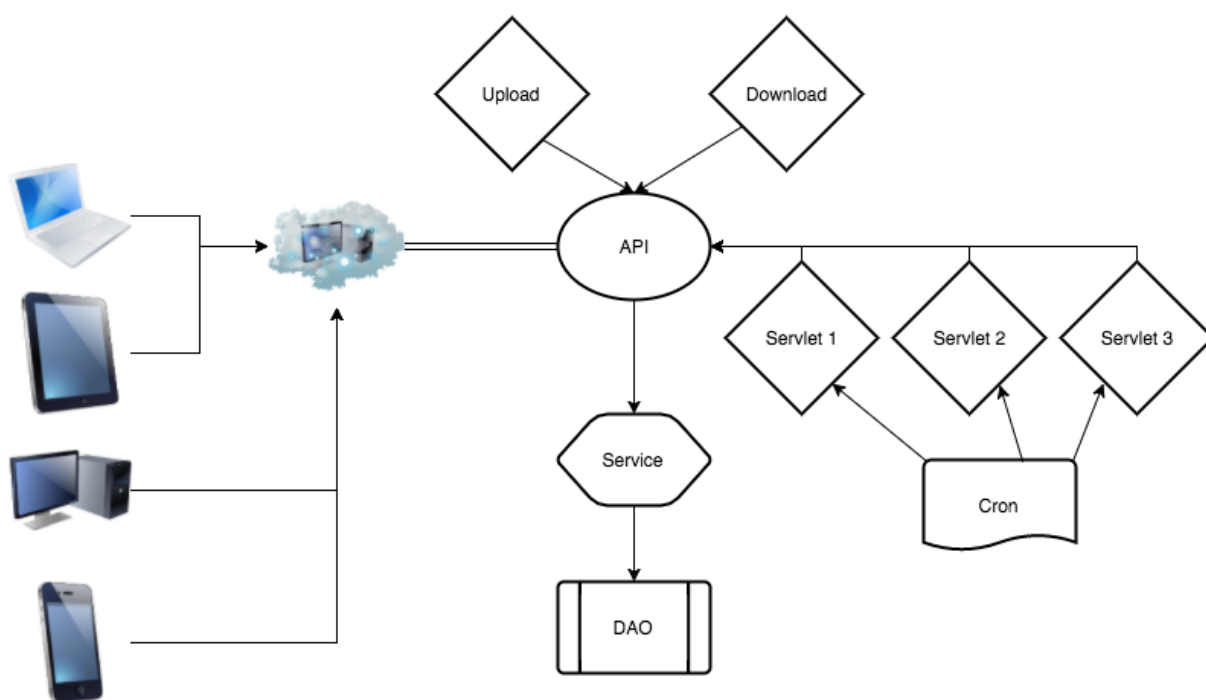 Upload
Download
API
Servlet 1
Servlet 2
Servlet 3
Service
Cron
DAO